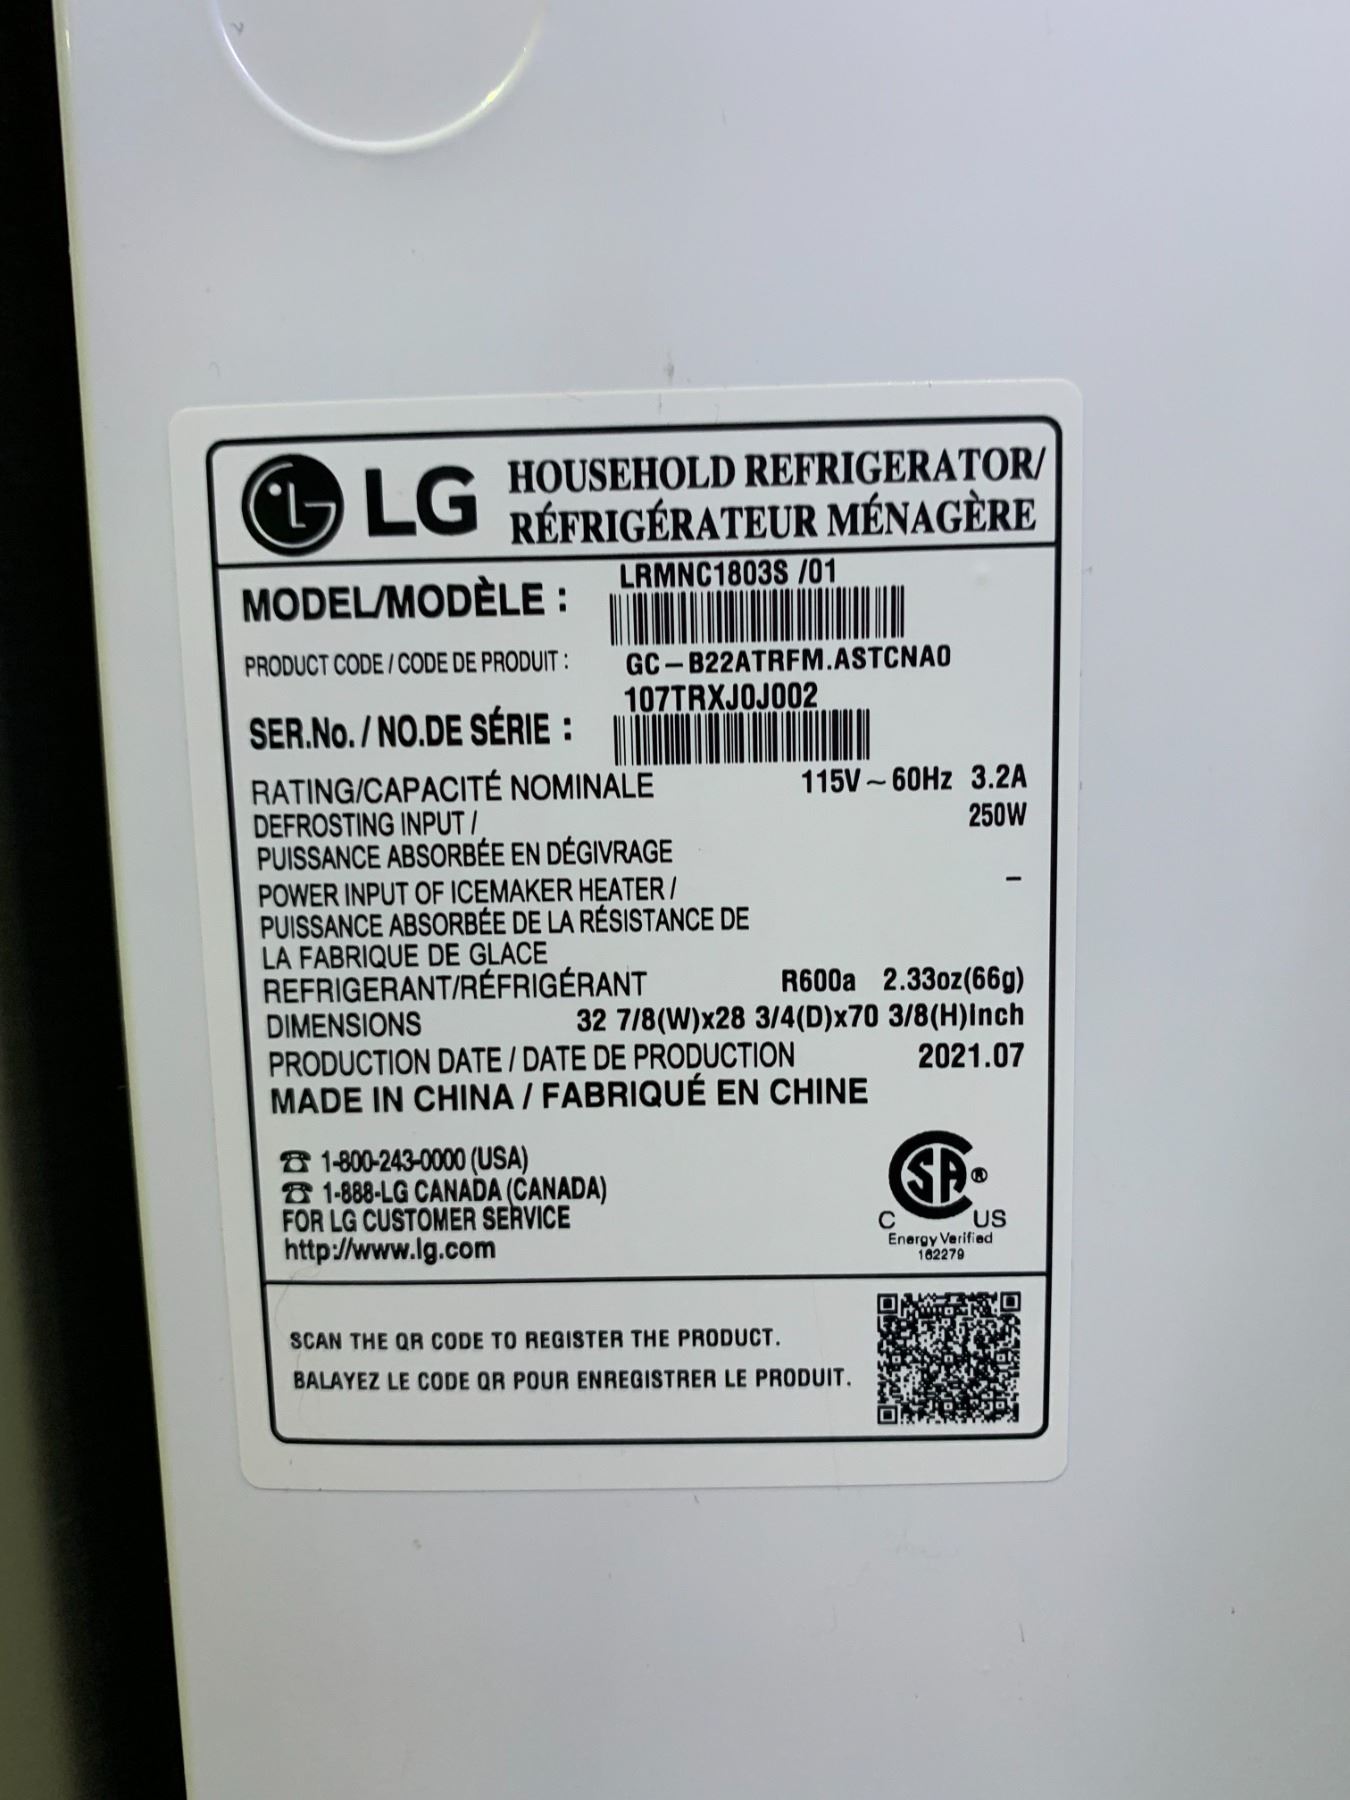 LG HOUSEHOLD REFRIGERATOR/
RÉFRIGÉRATEUR MÉNAGÈRE
MODEL/MODÈLE : LRMNC1803S /01
PRODUCT CODE / CODE DE PRODUIT : GC-B22ATRFM.ASTCNA0
SER.No. / NO.DE SÉRIE : 107TRXJ0J002
RATING/CAPACITÉ NOMINALE 115V ~ 60Hz 3.2A
DEFROSTING INPUT / 250W
PUISSANCE ABSORBÉE EN DÉGIVRAGE
POWER INPUT OF ICEMAKER HEATER / –
PUISSANCE ABSORBÉE DE LA RÉSISTANCE DE
LA FABRIQUE DE GLACE
REFRIGERANT/RÉFRIGÉRANT R600a 2.33oz(66g)
DIMENSIONS 32 7/8(W)x28 3/4(D)x70 3/8(H)Inch
PRODUCTION DATE / DATE DE PRODUCTION 2021.07
MADE IN CHINA / FABRIQUÉ EN CHINE
☎ 1-800-243-0000 (USA)
☎ 1-888-LG CANADA (CANADA)
FOR LG CUSTOMER SERVICE
http://www.lg.com
SA®
C US
Energy Verified
162279
SCAN THE QR CODE TO REGISTER THE PRODUCT.
BALAYEZ LE CODE QR POUR ENREGISTRER LE PRODUIT.